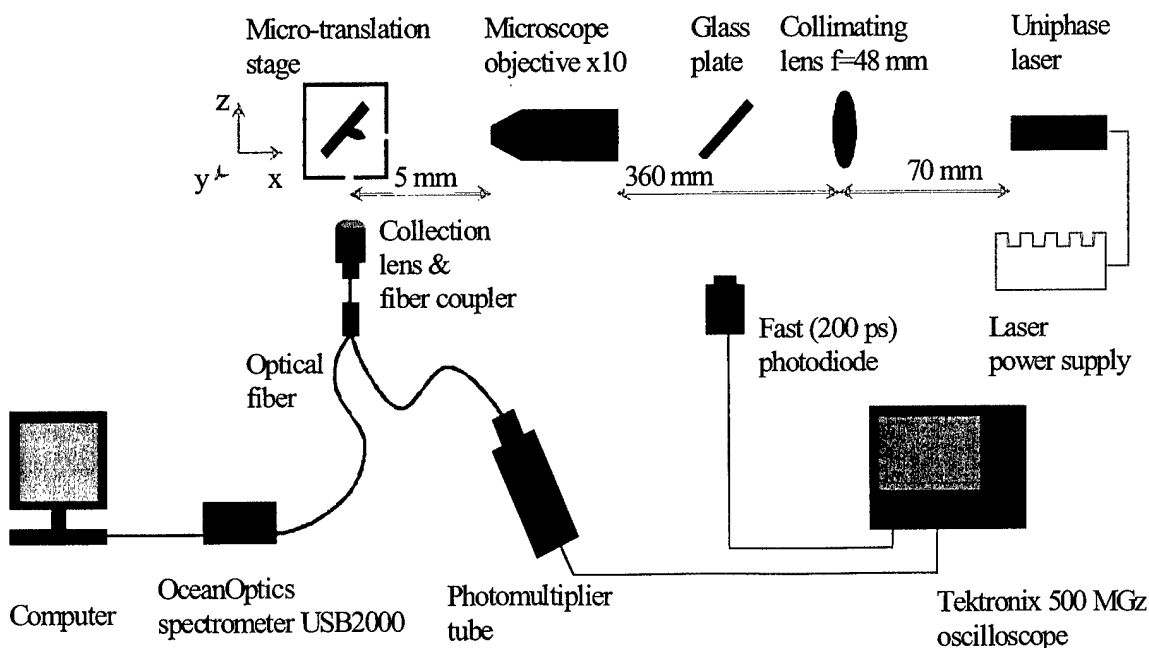 Micro-translation
stage
Microscope
objective x10
Glass
plate
Collimating
lens f=48 mm
Uniphase
laser
z
y
x
5 mm
360 mm
70 mm
Collection
lens &
fiber coupler
Optical
fiber
Fast (200 ps)
photodiode
Laser
power supply
Computer
OceanOptics
spectrometer USB2000
Photomultiplier
tube
Tektronix 500 MGz
oscilloscope